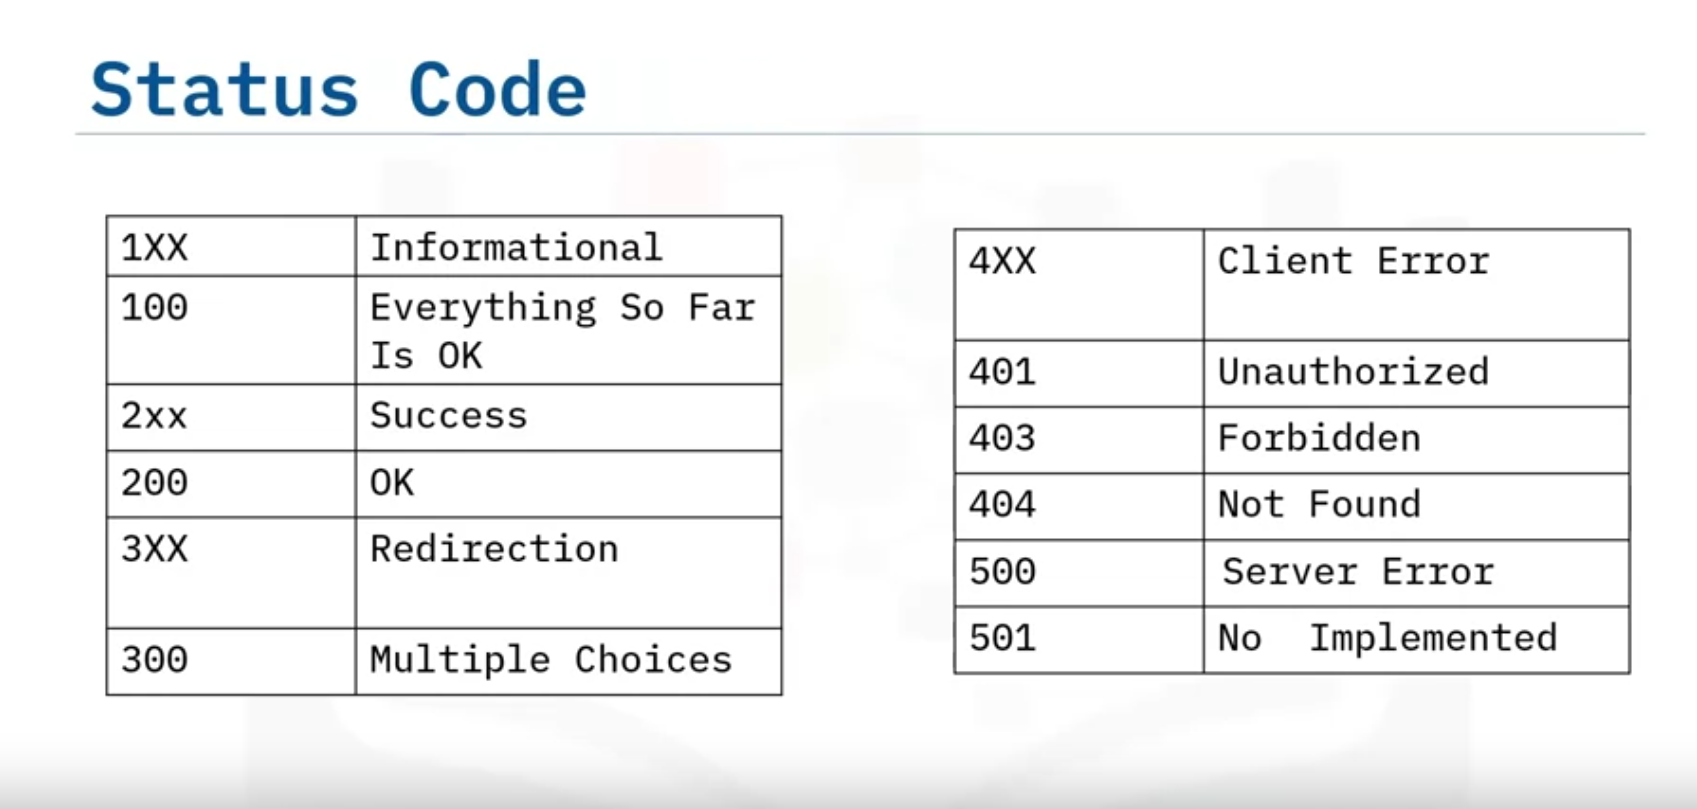 Status Code
1XX Informational
100 Everything So Far
Is OK
2xx Success
200 OK
3XX Redirection
300 Multiple Choices
4XX Client Error
401 Unauthorized
403 Forbidden
404 Not Found
500 Server Error
501 No Implemented